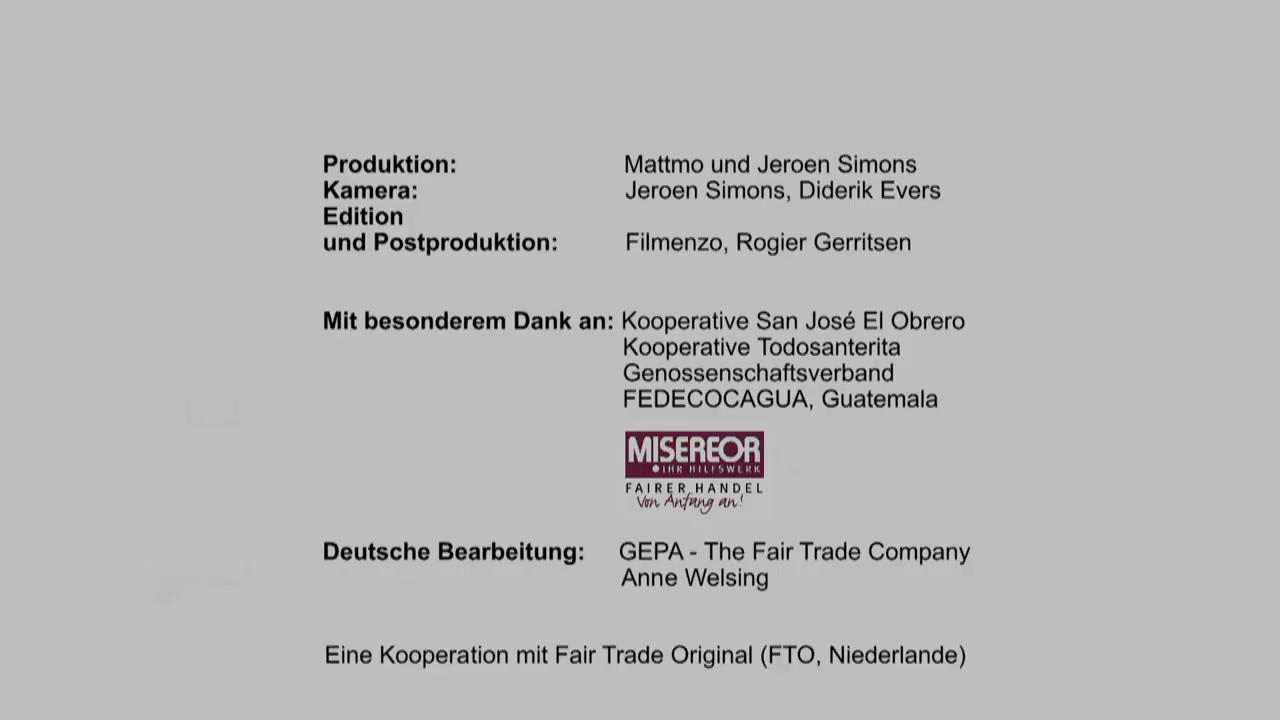 Produktion: Mattmo und Jeroen Simons
Kamera: Jeroen Simons, Diderik Evers
Edition
und Postproduktion: Filmenzo, Rogier Gerritsen
Mit besonderem Dank an: Kooperative San José El Obrero
Kooperative Todosanterita
Genossenschaftsverband
FEDECOCAGUA, Guatemala
MISEREOR
IHR HILFSWERK
FAIRER HANDEL
Von Anfang an!
Deutsche Bearbeitung: GEPA - The Fair Trade Company
Anne Welsing
Eine Kooperation mit Fair Trade Original (FTO, Niederlande)